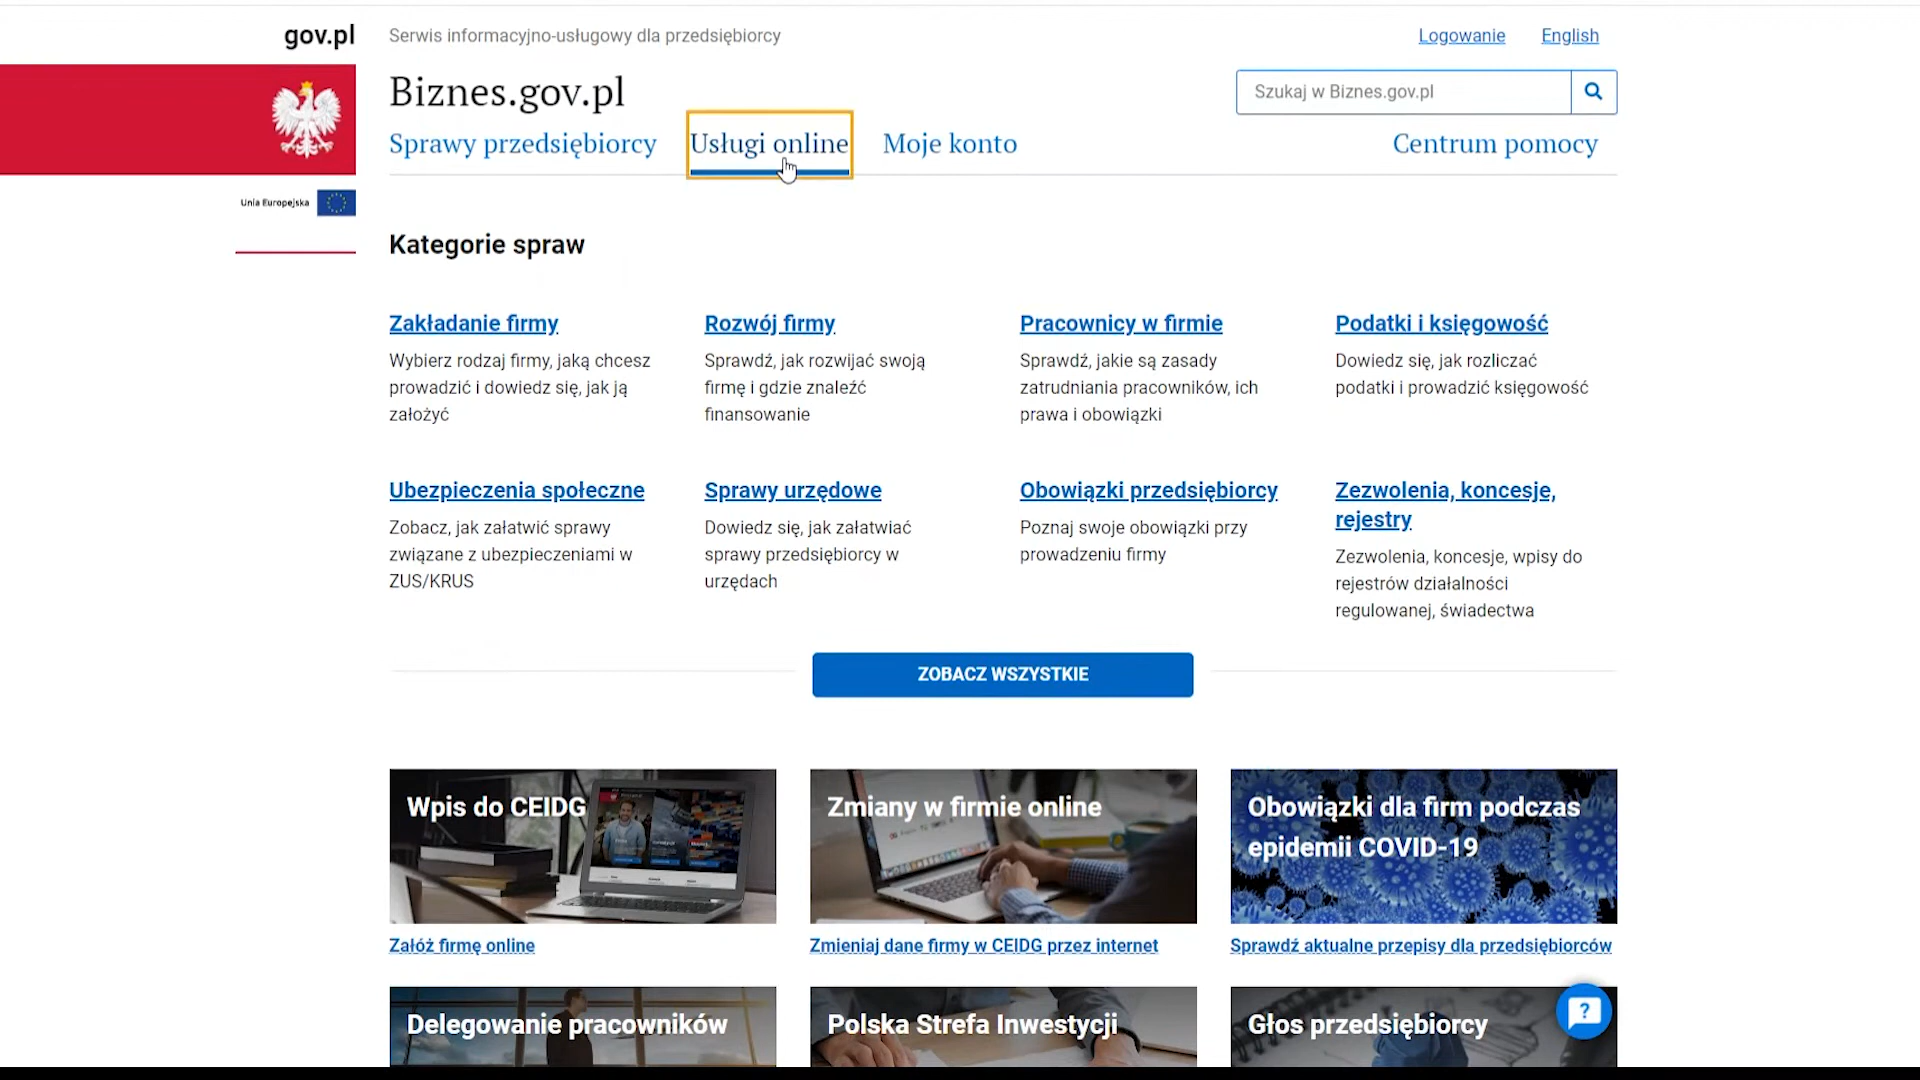 gov.pl
Serwis informacyjno-usługowy dla przedsiębiorcy
Logowanie
English
Biznes.gov.pl
Szukaj w Biznes.gov.pl
Sprawy przedsiębiorcy
Usługi online
Moje konto
Centrum pomocy
Unia Europejska
Kategorie spraw
Zakładanie firmy
Wybierz rodzaj firmy, jaką chcesz
prowadzić i dowiedz się, jak ją
założyć
Rozwój firmy
Sprawdź, jak rozwijać swoją
firmę i gdzie znaleźć
finansowanie
Pracownicy w firmie
Sprawdź, jakie są zasady
zatrudniania pracowników, ich
prawa i obowiązki
Podatki i księgowość
Dowiedz się, jak rozliczać
podatki i prowadzić księgowość
Ubezpieczenia społeczne
Zobacz, jak załatwić sprawy
związane z ubezpieczeniami w
ZUS/KRUS
Sprawy urzędowe
Dowiedz się, jak załatwiać
sprawy przedsiębiorcy w
urzędach
Obowiązki przedsiębiorcy
Poznaj swoje obowiązki przy
prowadzeniu firmy
Zezwolenia, koncesje,
rejestry
Zezwolenia, koncesje, wpisy do
rejestrów działalności
regulowanej, świadectwa
ZOBACZ WSZYSTKIE
Wpis do CEIDG
Załóż firmę online
Zmiany w firmie online
Zmieniaj dane firmy w CEIDG przez internet
Obowiązki dla firm podczas
epidemii COVID-19
Sprawdź aktualne przepisy dla przedsiębiorców
Delegowanie pracowników
Polska Strefa Inwestycji
Głos przedsiębiorcy
?